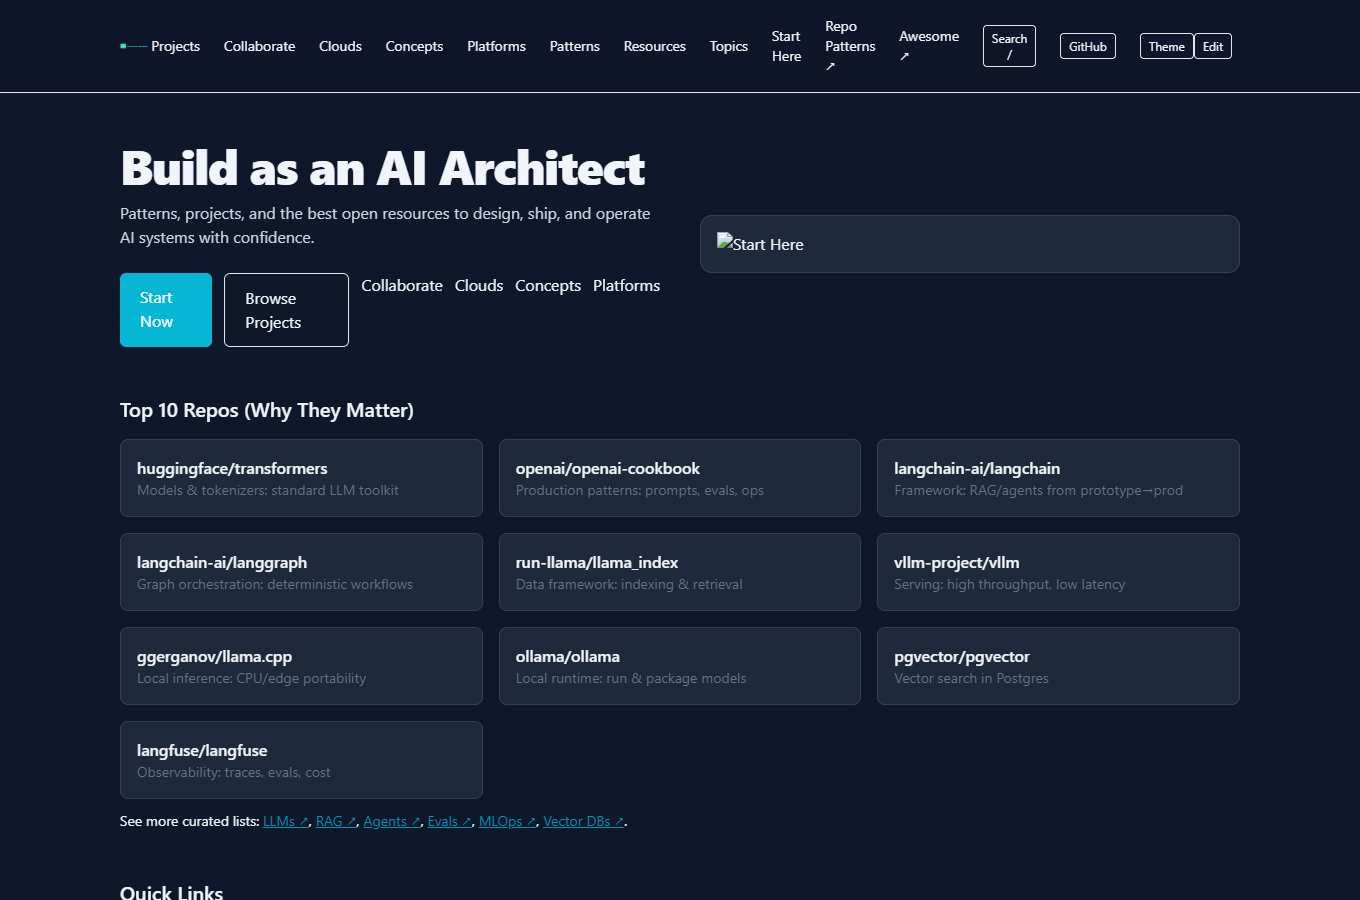 Projects Collaborate Clouds Concepts Platforms Patterns Resources Topics Start Here Repo Patterns ↗ Awesome ↗ Search / GitHub Theme Edit
Build as an AI Architect
Patterns, projects, and the best open resources to design, ship, and operate
AI systems with confidence.
Start Now
Browse Projects
Collaborate Clouds Concepts Platforms
Start Here
Top 10 Repos (Why They Matter)
huggingface/transformers
Models & tokenizers: standard LLM toolkit
openai/openai-cookbook
Production patterns: prompts, evals, ops
langchain-ai/langchain
Framework: RAG/agents from prototype→prod
langchain-ai/langgraph
Graph orchestration: deterministic workflows
run-llama/llama_index
Data framework: indexing & retrieval
vllm-project/vllm
Serving: high throughput, low latency
ggerganov/llama.cpp
Local inference: CPU/edge portability
ollama/ollama
Local runtime: run & package models
pgvector/pgvector
Vector search in Postgres
langfuse/langfuse
Observability: traces, evals, cost
See more curated lists: LLMs ↗, RAG ↗, Agents ↗, Evals ↗, MLOps ↗, Vector DBs ↗.
Quick Links